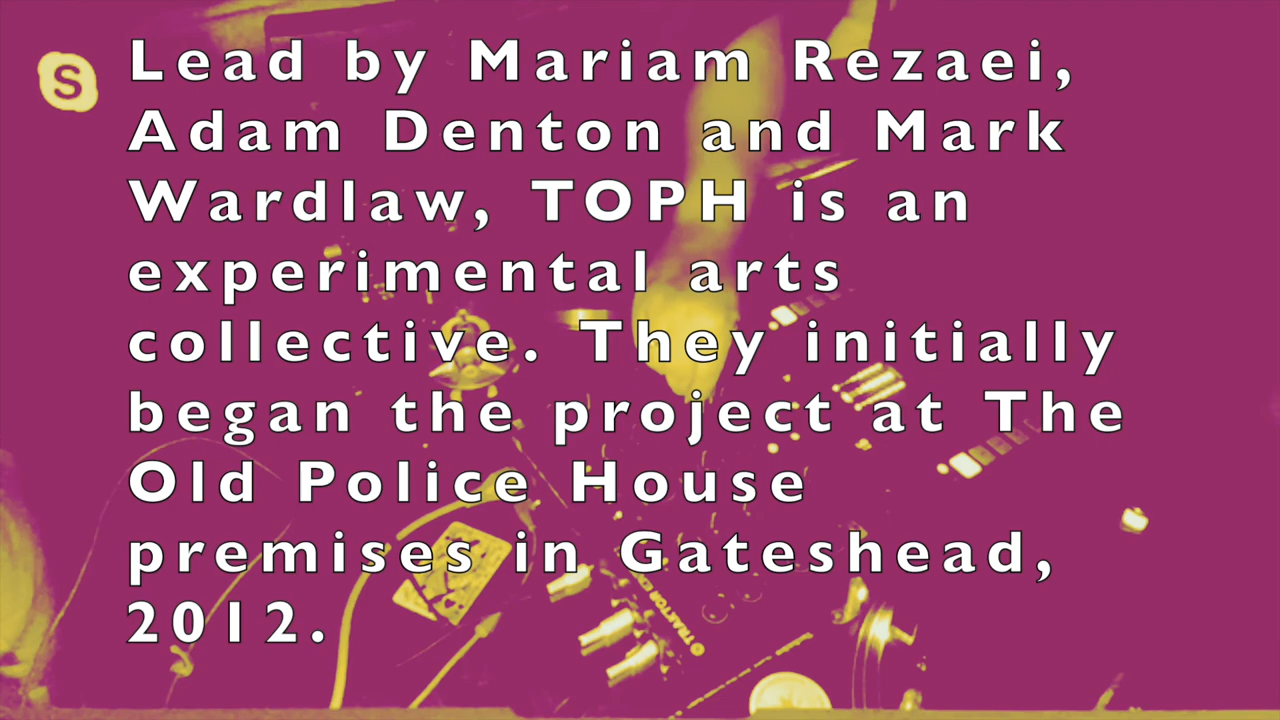 S
Lead by Mariam Rezaei,
Adam Denton and Mark
Wardlaw, TOPH is an
experimental arts
collective. They initially
began the project at The
Old Police House
premises in Gateshead,
2012.
TRAKTOR